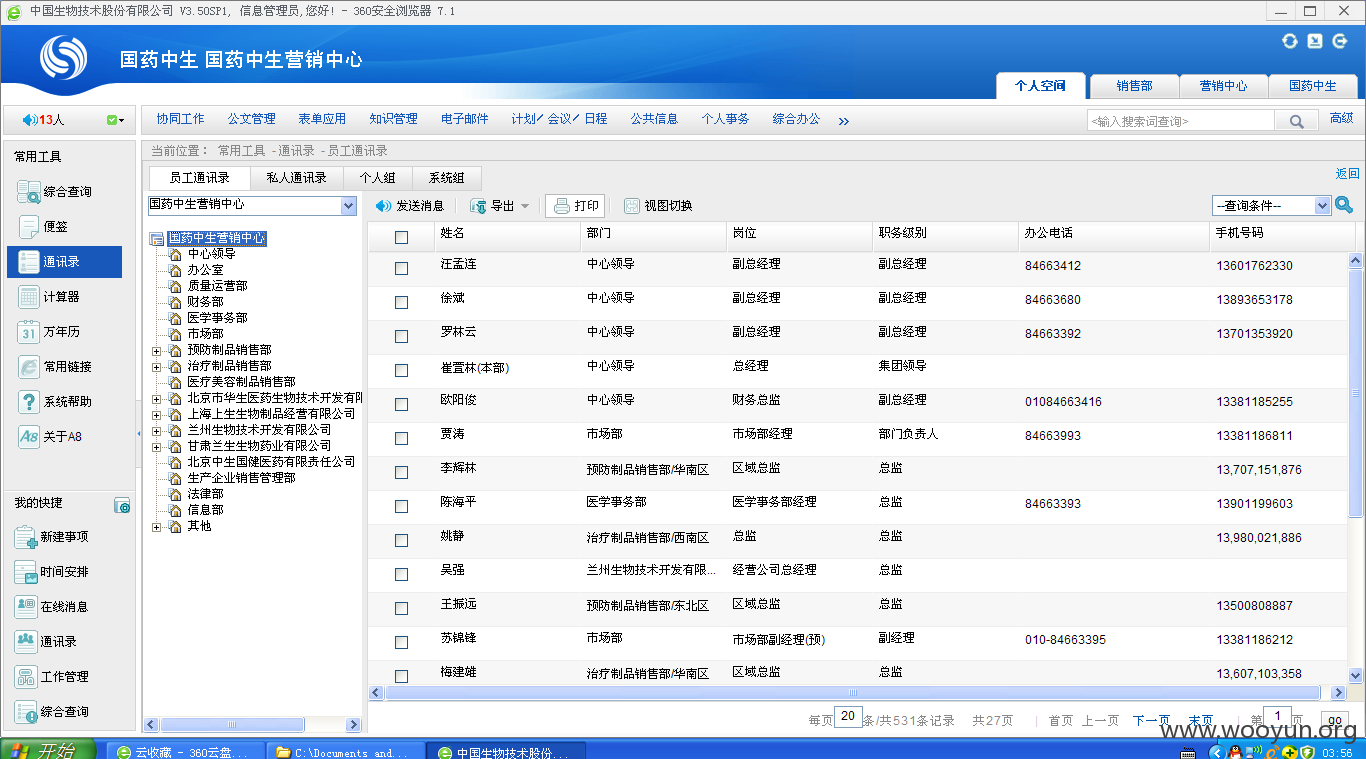 中国生物技术股份有限公司 V3.50SP1, 信息管理员,您好! - 360安全浏览器 7.1
国药中生 国药中生营销中心
个人空间 销售部 营销中心 国药中生
13人
协同工作 公文管理 表单应用 知识管理 电子邮件 计划/会议/日程 公共信息 个人事务 综合办公 >>
<输入搜索词查询> 高级
常用工具
综合查询
便签
通讯录
计算器
31 万年历
常用链接
系统帮助
A8 关于A8
我的快捷
新建事项
时间安排
在线消息
通讯录
工作管理
综合查询
当前位置： 常用工具 - 通讯录 - 员工通讯录
员工通讯录 私人通讯录 个人组 系统组
返回
国药中生营销中心
发送消息 导出 打印 视图切换
--查询条件--
国药中生营销中心
中心领导
办公室
质量运营部
财务部
医学事务部
市场部
预防制品销售部
治疗制品销售部
医疗美容制品销售部
北京市华生医药生物技术开发有限
上海上生生物制品经营有限公司
兰州生物技术开发有限公司
甘肃兰生生物药业有限公司
北京中生国健医药有限责任公司
生产企业销售管理部
法律部
信息部
其他
姓名 部门 岗位 职务级别 办公电话 手机号码
汪孟连 中心领导 副总经理 副总经理 84663412 13601762330
徐斌 中心领导 副总经理 副总经理 84663680 13893653178
罗林云 中心领导 副总经理 副总经理 84663392 13701353920
崔萱林(本部) 中心领导 总经理 集团领导
欧阳俊 中心领导 财务总监 副总经理 01084663416 13381185255
贾涛 市场部 市场部经理 部门负责人 84663993 13381186811
李辉林 预防制品销售部/华南区 区域总监 总监 13,707,151,876
陈海平 医学事务部 医学事务部经理 总监 84663393 13901199603
姚静 治疗制品销售部/西南区 总监 总监 13,980,021,886
吴强 兰州生物技术开发有限... 经营公司总经理 总监
王振远 预防制品销售部/东北区 区域总监 总监 13500808887
苏锦锋 市场部 市场部副经理(预) 副经理 010-84663395 13381186212
梅建雄 治疗制品销售部/华南区 区域总监 总监 13,607,103,358
每页 20 条/共531条记录 共27页 | 首页 上一页 下一页 末页 | 第 1 页 go
www.wooyun.org
开始 云收藏 - 360云盘... C:\Documents and... 中国生物技术股份... 03:56